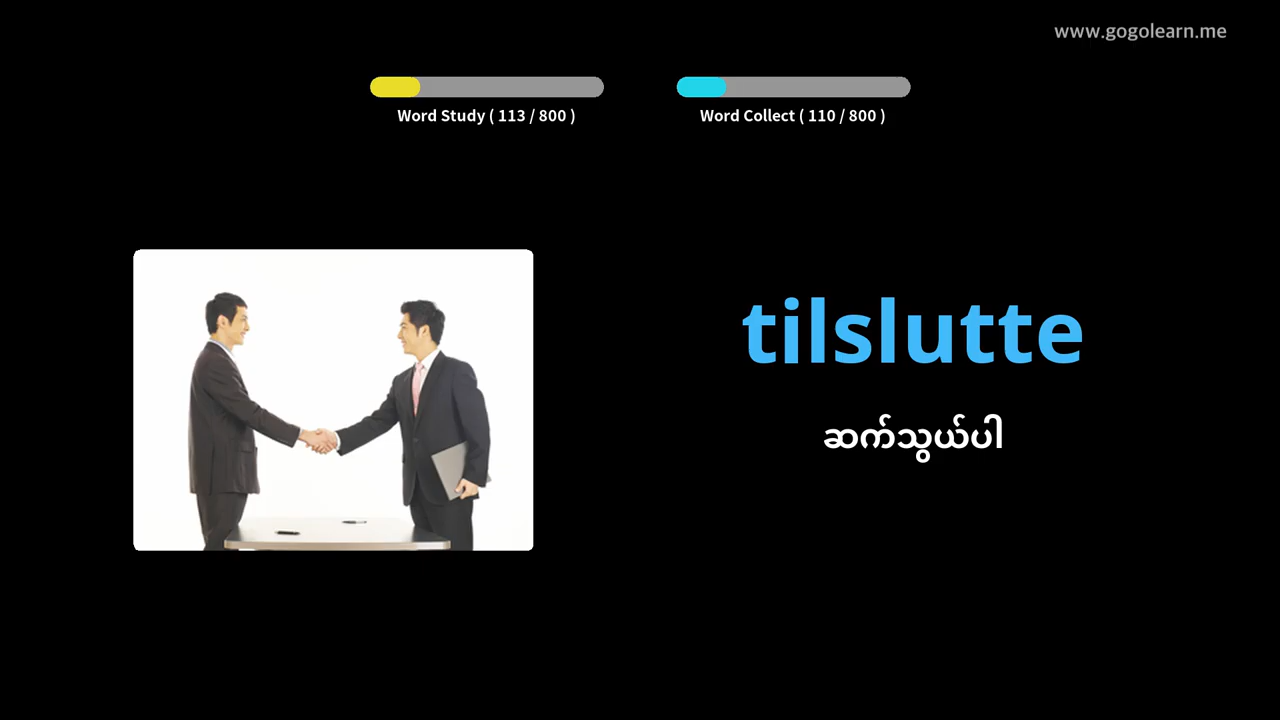 www.gogolearn.me
Word Study ( 113 / 800 )
Word Collect ( 110 / 800 )
tilslutte
ဆက်သွယ်ပါ